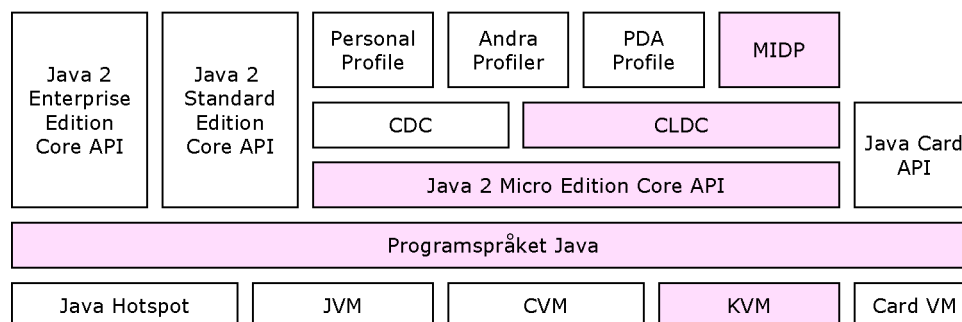 Java 2
Enterprise
Edition
Core API
Java 2
Standard
Edition
Core API
Personal
Profile
Andra
Profiler
PDA
Profile
MIDP
CDC
CLDC
Java 2 Micro Edition Core API
Java Card
API
Programspråket Java
Java Hotspot
JVM
CVM
KVM
Card VM